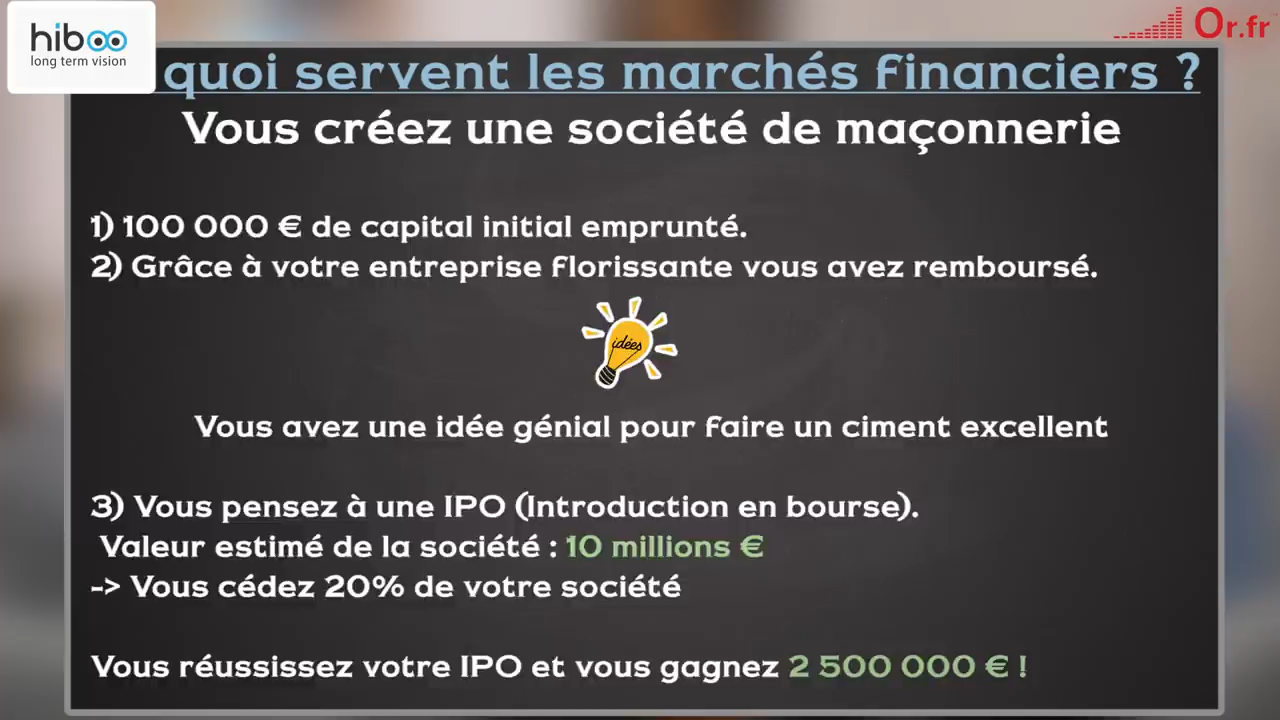 hiboo
long term vision
Or.fr
quoi servent les marchés financiers ?
Vous créez une société de maçonnerie
1) 100 000 € de capital initial emprunté.
2) Grâce à votre entreprise florissante vous avez remboursé.
idées
Vous avez une idée génial pour faire un ciment excellent
3) Vous pensez à une IPO (Introduction en bourse).
Valeur estimé de la société : 10 millions €
-> Vous cédez 20% de votre société
Vous réussissez votre IPO et vous gagnez 2 500 000 € !